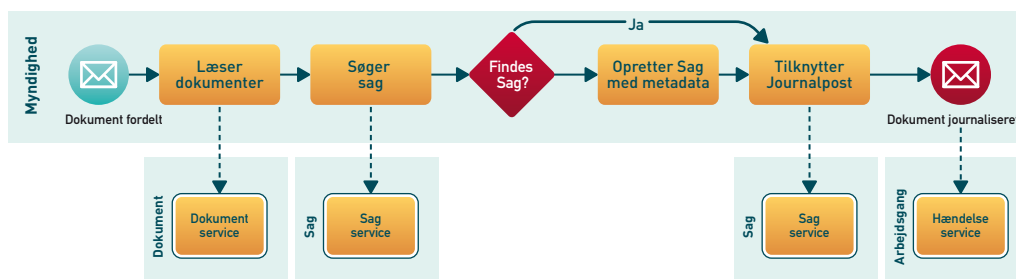 Myndighed
Ja
Læser
dokumenter
Søger
sag
Findes
Sag?
Opretter Sag
med metadata
Tilknytter
Journalpost
Dokument fordelt
Dokument journaliseret
Dokument
Dokument
service
Sag
Sag
service
Sag
Sag
service
Arbejdsgang
Hændelse
service